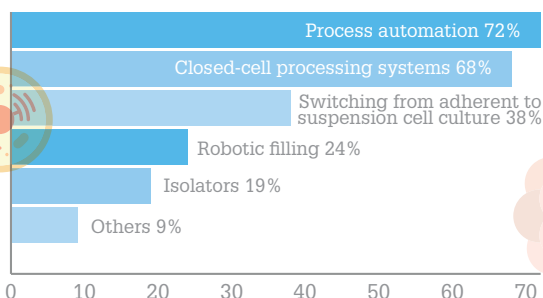 Process automation 72%
Closed-cell processing systems 68%
Switching from adherent to
suspension cell culture 38%
Robotic filling 24%
Isolators 19%
Others 9%
0 10 20 30 40 50 60 70